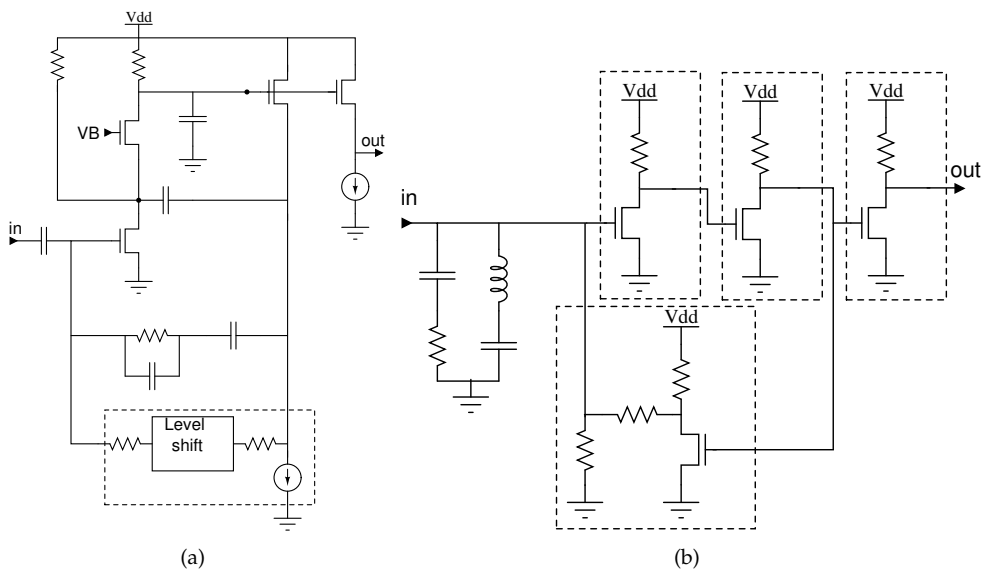 Vdd
VB
out
in
Level
shift
(a)
Vdd
Vdd
Vdd
in
out
Vdd
(b)